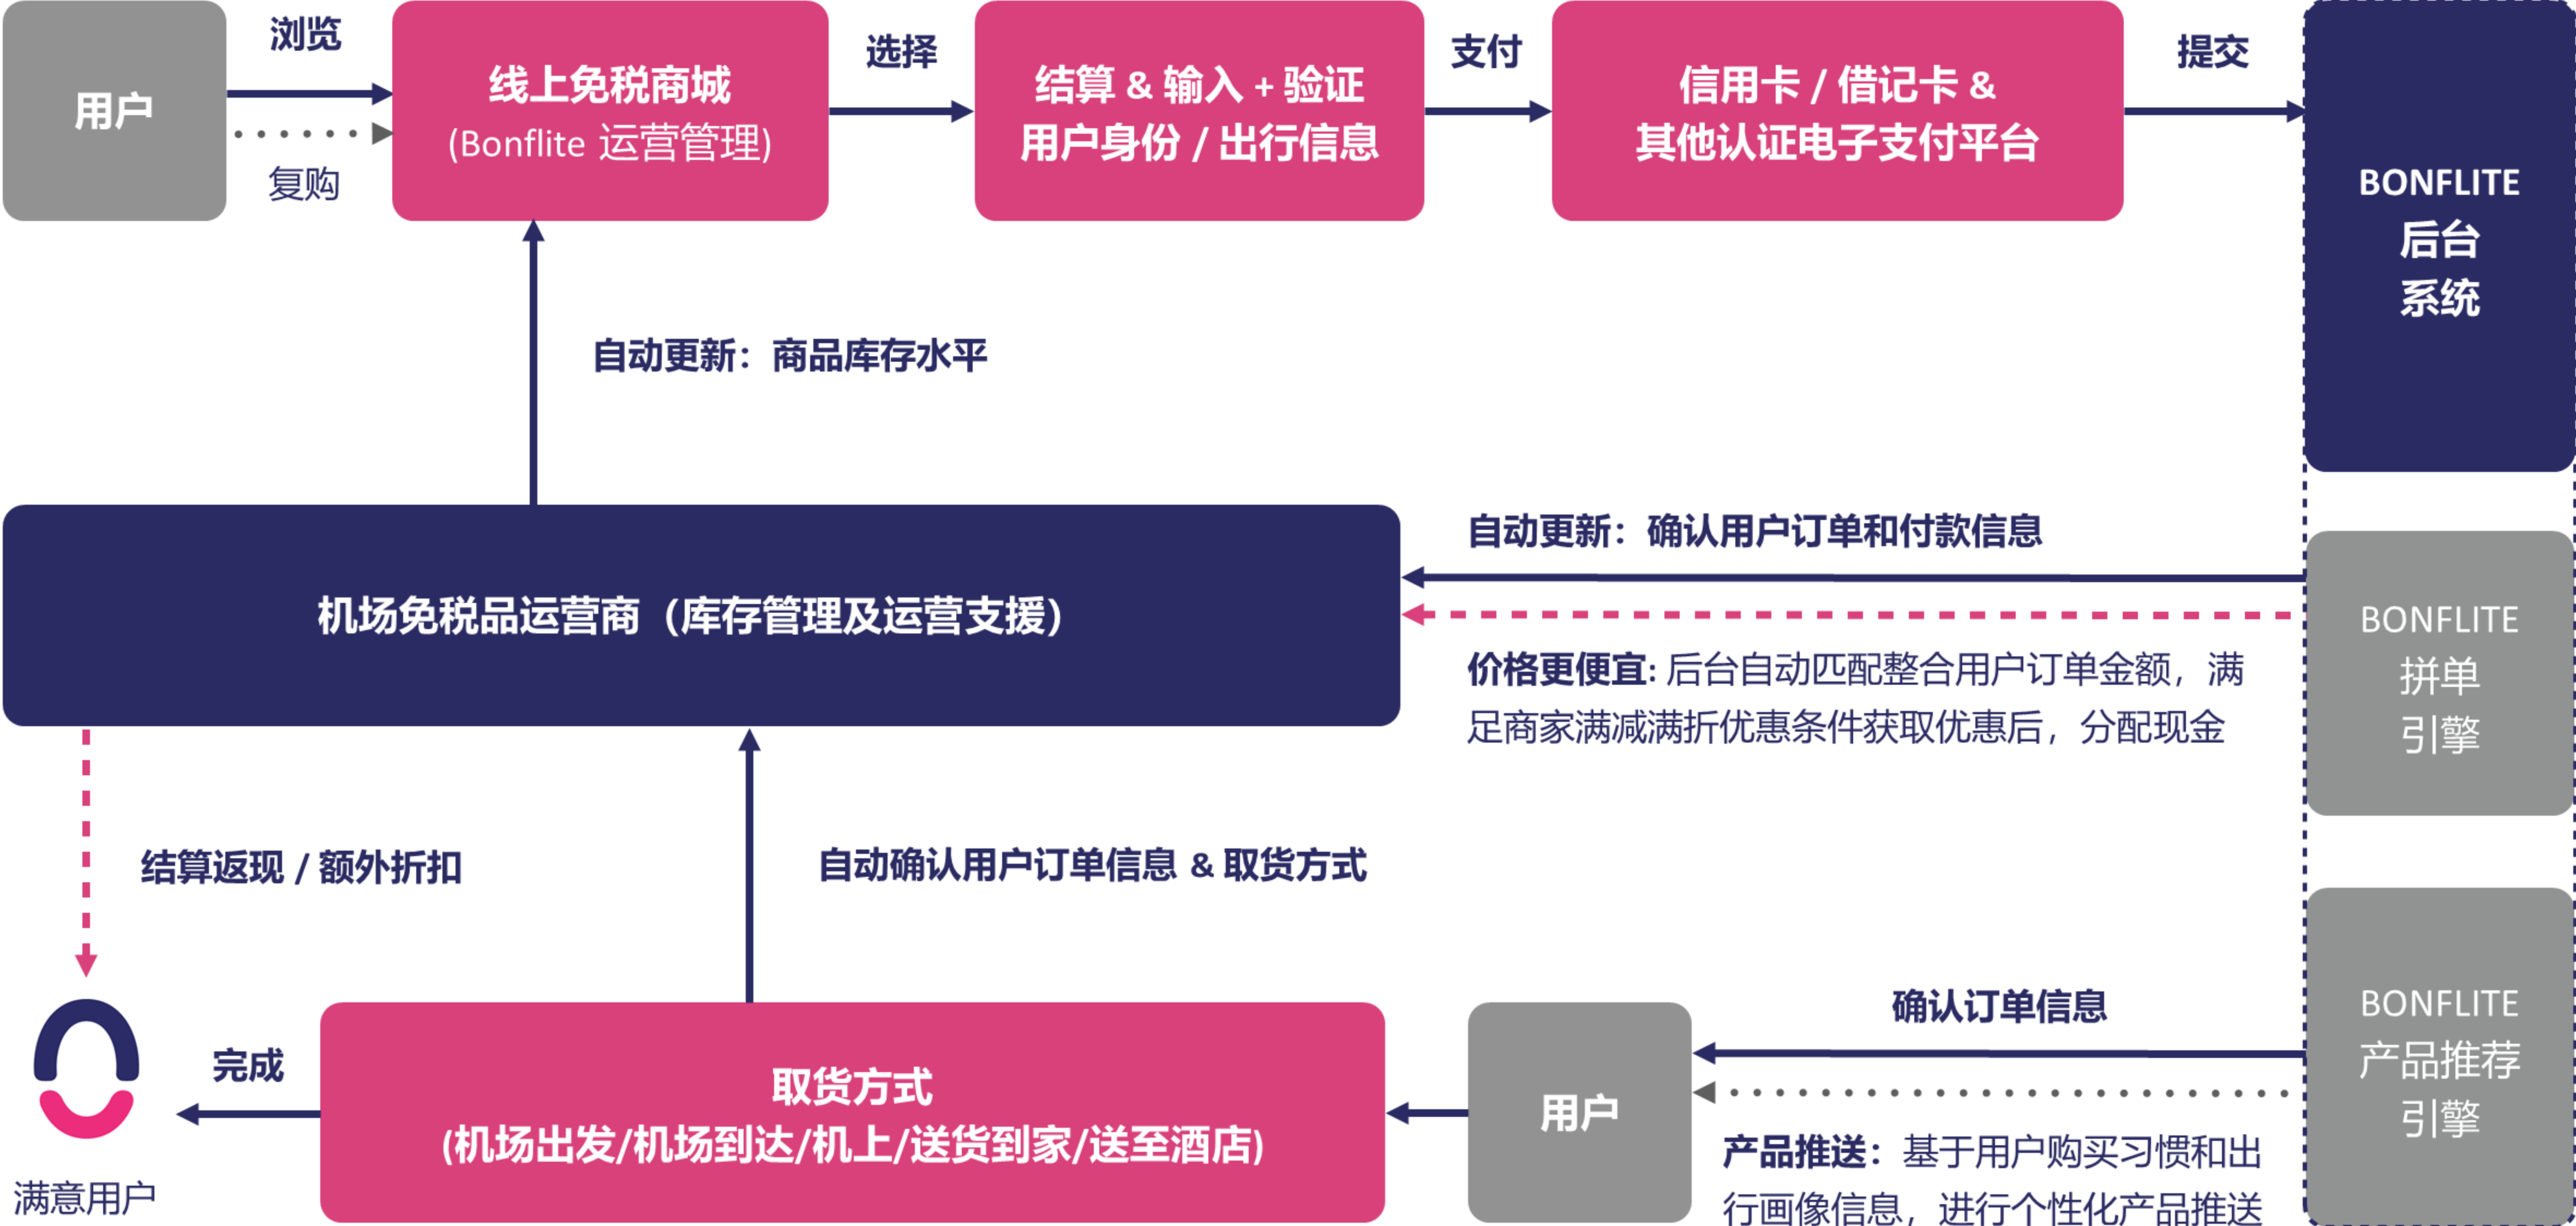 浏览
选择
支付
提交
用户
线上免税商城
(Bonflite 运营管理)
结算 & 输入 + 验证
用户身份 / 出行信息
信用卡 / 借记卡 &
其他认证电子支付平台
复购
BONFLITE
后台
系统
自动更新：商品库存水平
自动更新：确认用户订单和付款信息
机场免税品运营商（库存管理及运营支援）
价格更便宜: 后台自动匹配整合用户订单金额，满
足商家满减满折优惠条件获取优惠后，分配现金
BONFLITE
拼单
引擎
结算返现 / 额外折扣
自动确认用户订单信息 & 取货方式
确认订单信息
BONFLITE
产品推荐
引擎
完成
取货方式
(机场出发/机场到达/机上/送货到家/送至酒店)
用户
产品推送：基于用户购买习惯和出
行画像信息，进行个性化产品推送
满意用户